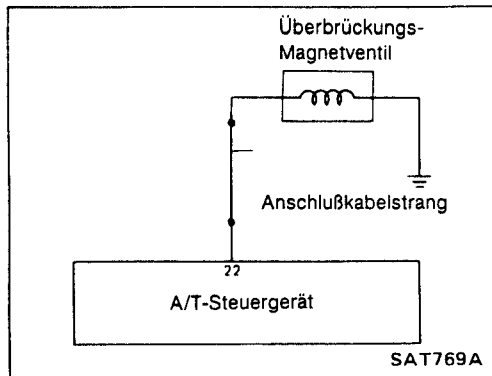 Überbrückungs-
Magnetventil
Anschlußkabelstrang
22
A/T-Steuergerät
SAT769A